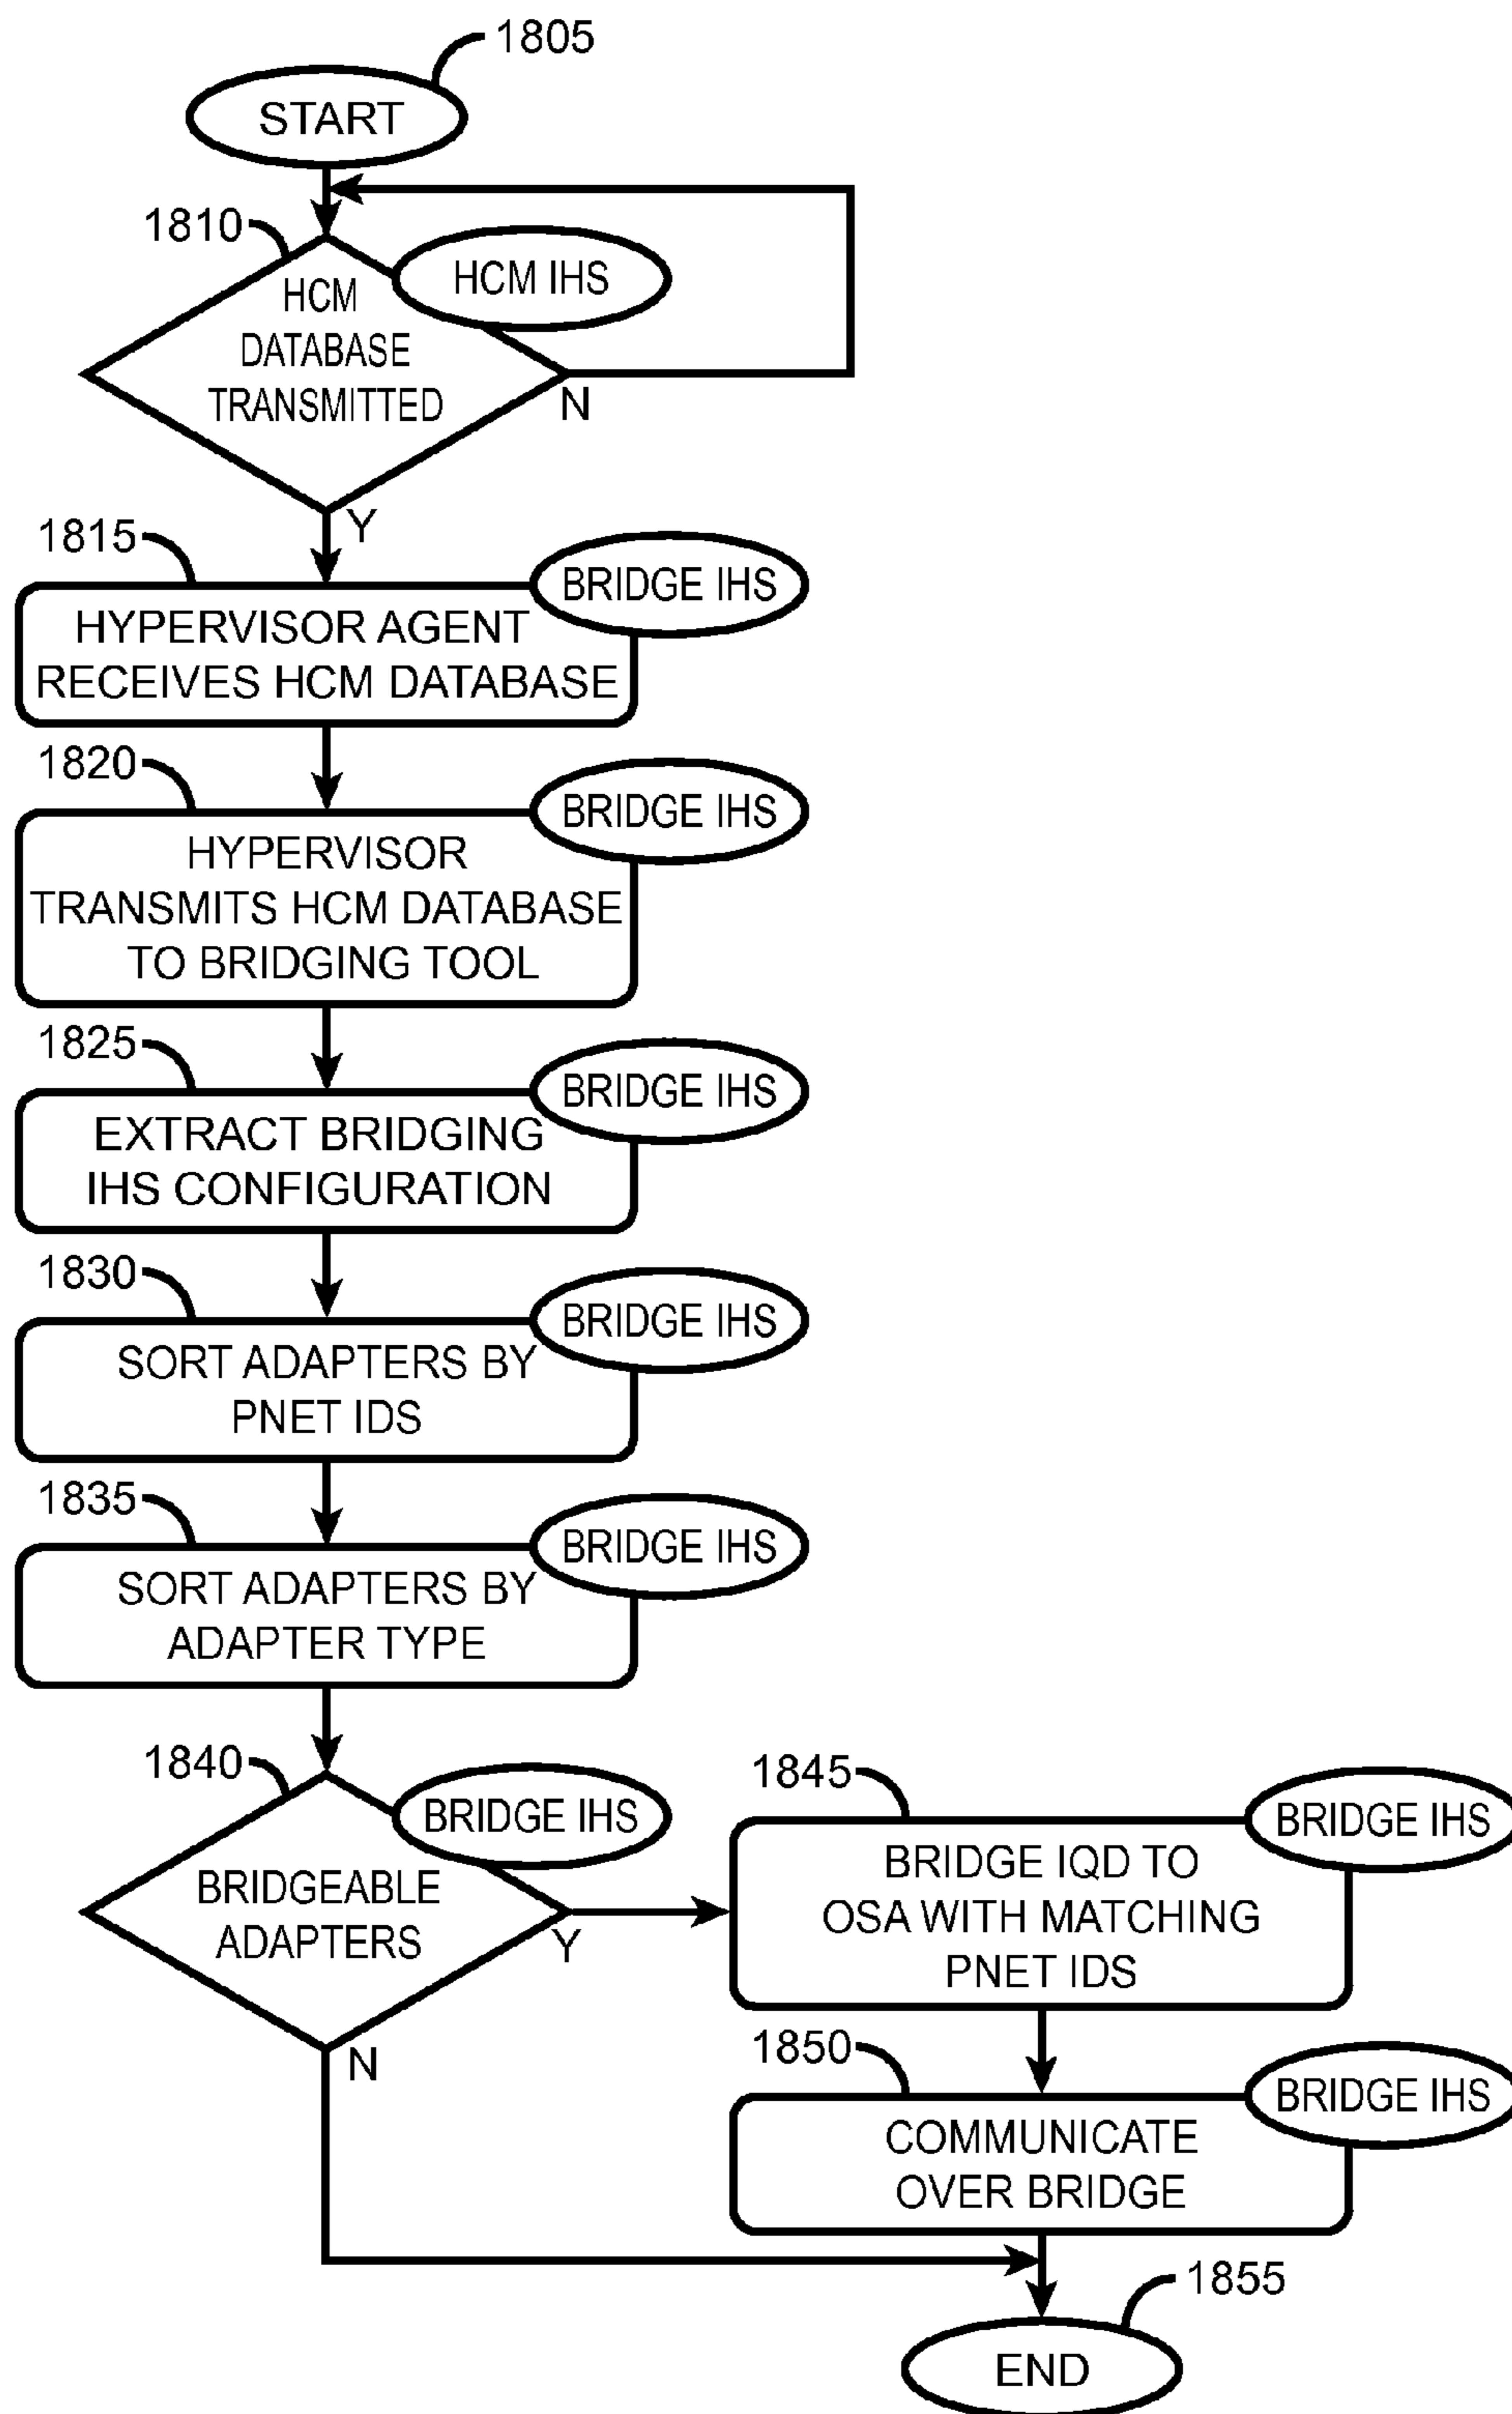 1805
START
1810
HCM IHS
HCM
DATABASE
TRANSMITTED
N
Y
1815
BRIDGE IHS
HYPERVISOR AGENT
RECEIVES HCM DATABASE
1820
BRIDGE IHS
HYPERVISOR
TRANSMITS HCM DATABASE
TO BRIDGING TOOL
1825
BRIDGE IHS
EXTRACT BRIDGING
IHS CONFIGURATION
1830
BRIDGE IHS
SORT ADAPTERS BY
PNET IDS
1835
BRIDGE IHS
SORT ADAPTERS BY
ADAPTER TYPE
1840
BRIDGE IHS
BRIDGEABLE
ADAPTERS
Y
N
1845
BRIDGE IHS
BRIDGE IQD TO
OSA WITH MATCHING
PNET IDS
1850
BRIDGE IHS
COMMUNICATE
OVER BRIDGE
1855
END